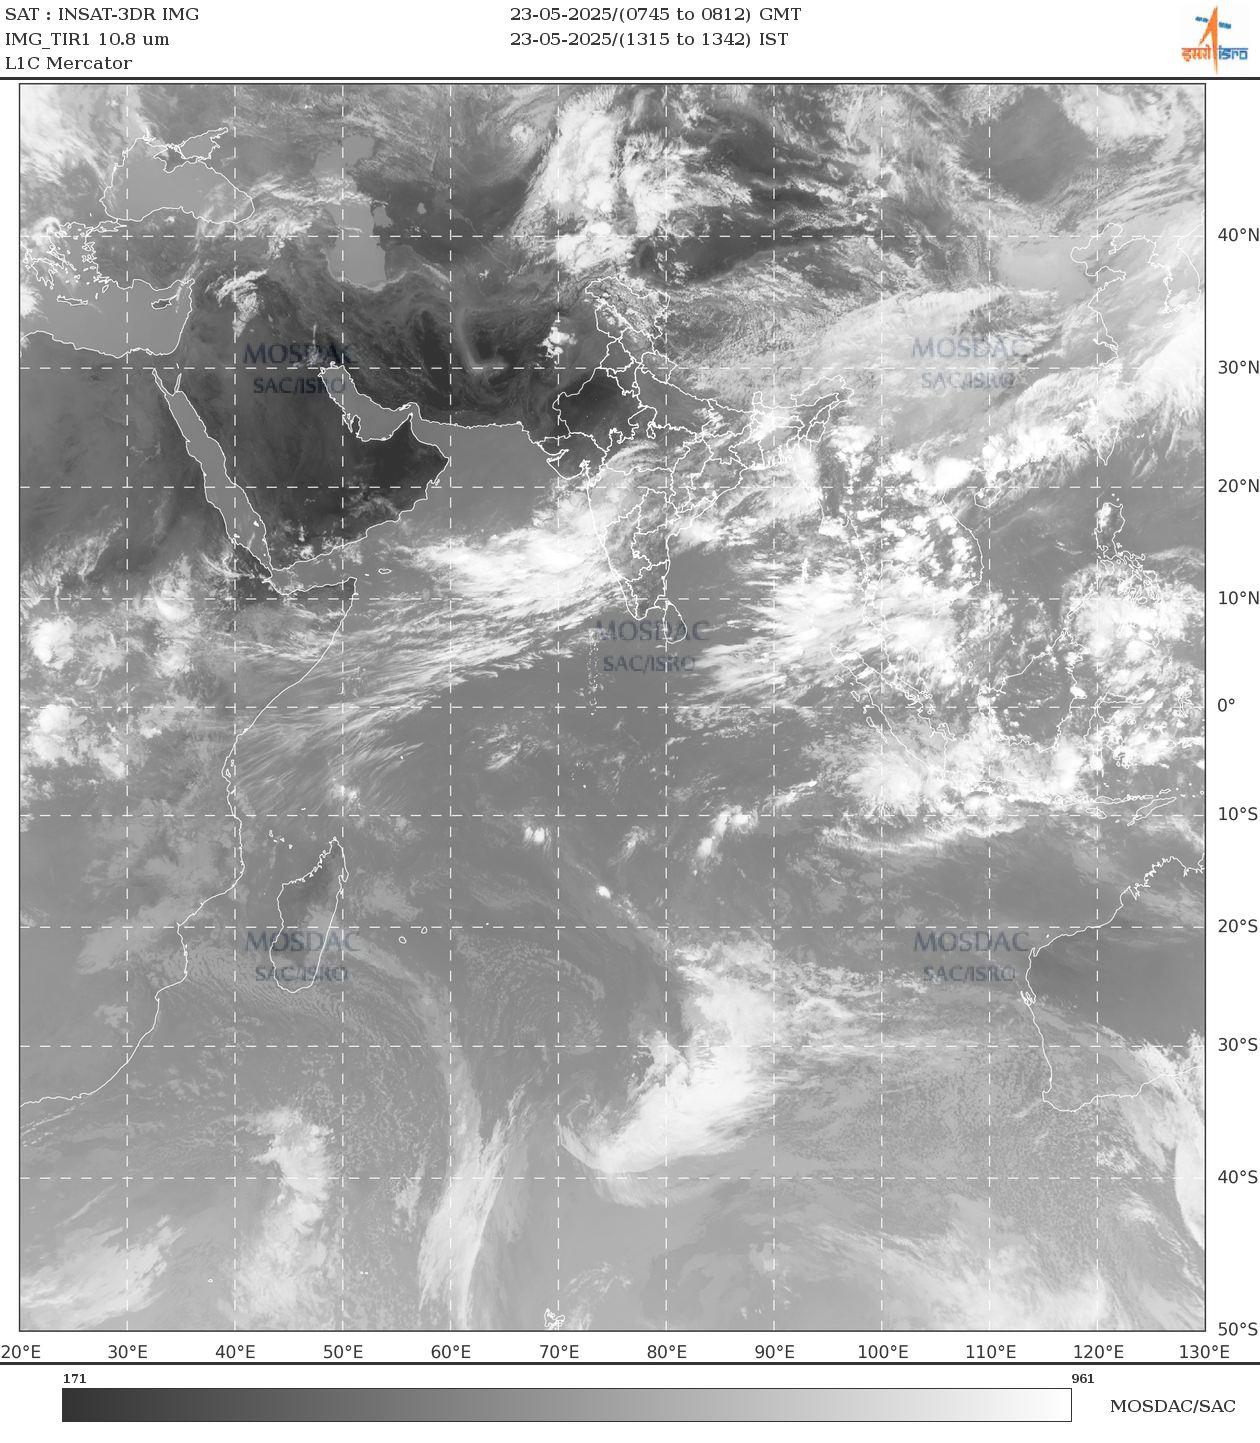 SAT : INSAT-3DR IMG
IMG_TIR1 10.8 um
L1C Mercator
23-05-2025/(0745 to 0812) GMT
23-05-2025/(1315 to 1342) IST
इसरो isro
40°N
MOSDAC
SAC/ISRO
MOSDAC
SAC/ISRO
30°N
20°N
10°N
MOSDAC
SAC/ISRO
0°
10°S
20°S
MOSDAC
SAC/ISRO
MOSDAC
SAC/ISRO
30°S
40°S
50°S
20°E 30°E 40°E 50°E 60°E 70°E 80°E 90°E 100°E 110°E 120°E 130°E
171 961
MOSDAC/SAC